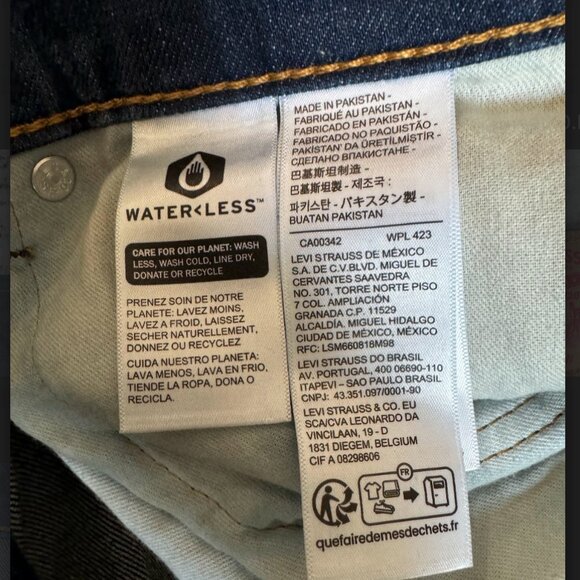 WATER<LESS™
CARE FOR OUR PLANET: WASH
LESS, WASH COLD, LINE DRY,
DONATE OR RECYCLE
PRENEZ SOIN DE NOTRE
PLANETE: LAVEZ MOINS,
LAVEZ A FROID, LAISSEZ
SECHER NATURELLEMENT,
DONNEZ OU RECYCLEZ
CUIDA NUESTRO PLANETA:
LAVA MENOS, LAVA EN FRIO,
TIENDE LA ROPA, DONA O
RECICLA.
MADE IN PAKISTAN -
FABRIQUÉ AU PAKISTAN -
FABRICADO EN PAKISTÁN -
FABRICADO NO PAQUISTÃO -
PAKİSTAN' DA ÜRETİLMİŞTİR -
СДЕЛАНО ВПАКИСТАНЕ -
巴基斯坦制造 -
巴基斯坦製 - 제조국 :
파키스탄 - パキスタン製 -
BUATAN PAKISTAN
CA00342 WPL 423
LEVI STRAUSS DE MÉXICO
S.A. DE C.V.BLVD. MIGUEL DE
CERVANTES SAAVEDRA
NO. 301, TORRE NORTE PISO
7 COL. AMPLIACIÓN
GRANADA C.P. 11529
ALCALDÍA. MIGUEL HIDALGO
CIUDAD DE MÉXICO, MÉXICO
RFC: LSM660818M98
LEVI STRAUSS DO BRASIL
AV. PORTUGAL, 400 06690-110
ITAPEVI – SAO PAULO BRASIL
CNPJ: 43.351.097/0001-90
LEVI STRAUSS & CO. EU
SCA/CVA LEONARDO DA
VINCILAAN, 19 - D
1831 DIEGEM, BELGIUM
CIF A 08298606
FR
quefairedemesdechets.fr